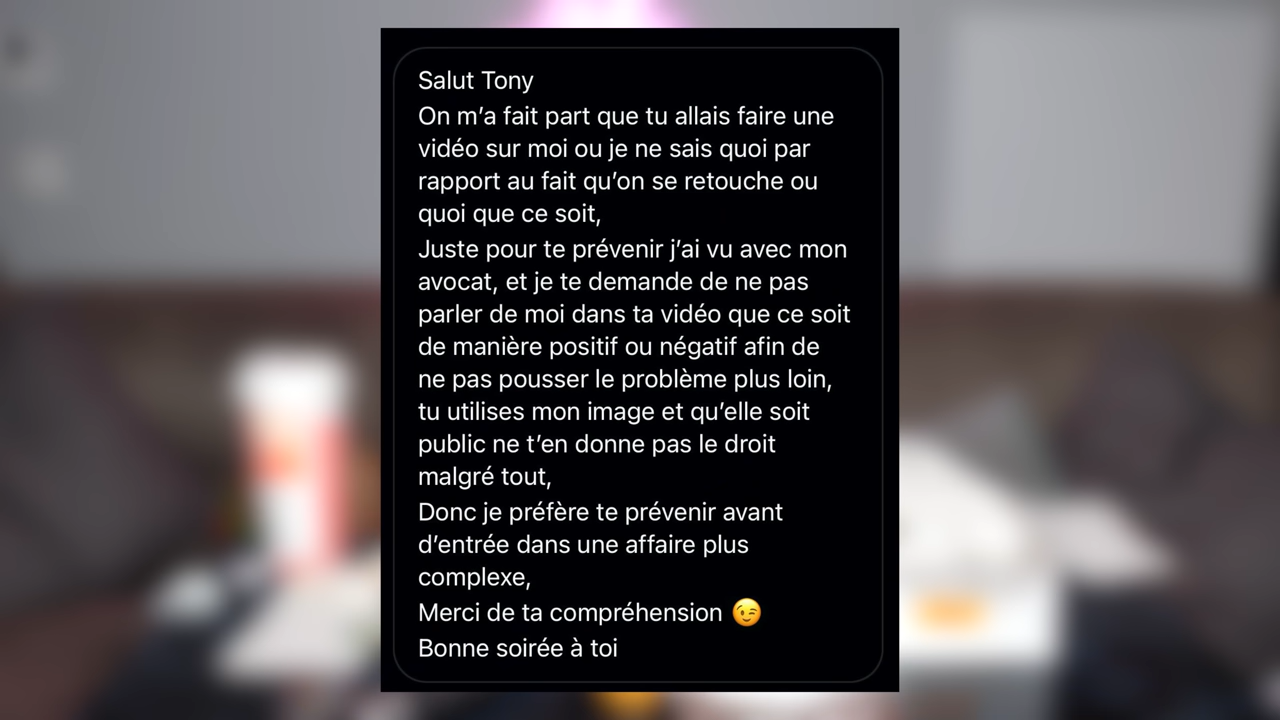 Salut Tony
On m’a fait part que tu allais faire une
vidéo sur moi ou je ne sais quoi par
rapport au fait qu’on se retouche ou
quoi que ce soit,
Juste pour te prévenir j’ai vu avec mon
avocat, et je te demande de ne pas
parler de moi dans ta vidéo que ce soit
de manière positif ou négatif afin de
ne pas pousser le problème plus loin,
tu utilises mon image et qu’elle soit
public ne t’en donne pas le droit
malgré tout,
Donc je préfère te prévenir avant
d’entrée dans une affaire plus
complexe,
Merci de ta compréhension 😉
Bonne soirée à toi